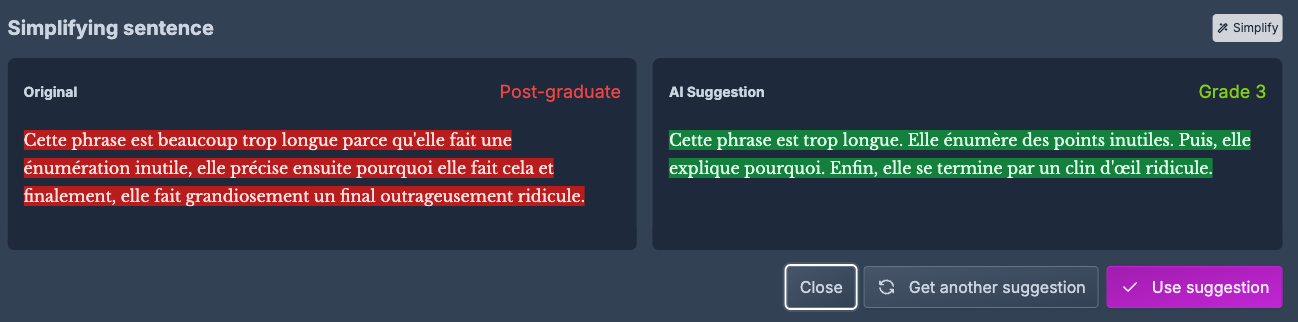 Simplifying sentence
Simplify
Original
Post-graduate
Cette phrase est beaucoup trop longue parce qu'elle fait une
énumération inutile, elle précise ensuite pourquoi elle fait cela et
finalement, elle fait grandiosement un final outrageusement ridicule.
AI Suggestion
Grade 3
Cette phrase est trop longue. Elle énumère des points inutiles. Puis, elle
explique pourquoi. Enfin, elle se termine par un clin d'œil ridicule.
Close
Get another suggestion
Use suggestion